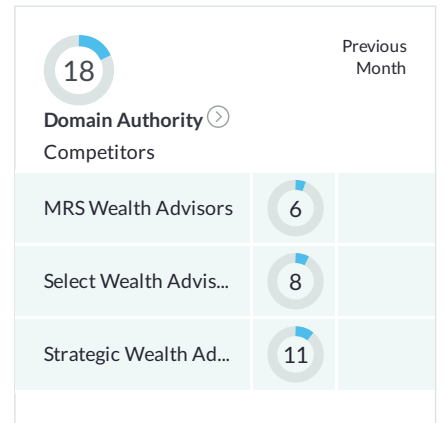 18
Previous
Month
Domain Authority
Competitors
MRS Wealth Advisors 6
Select Wealth Advis... 8
Strategic Wealth Ad... 11